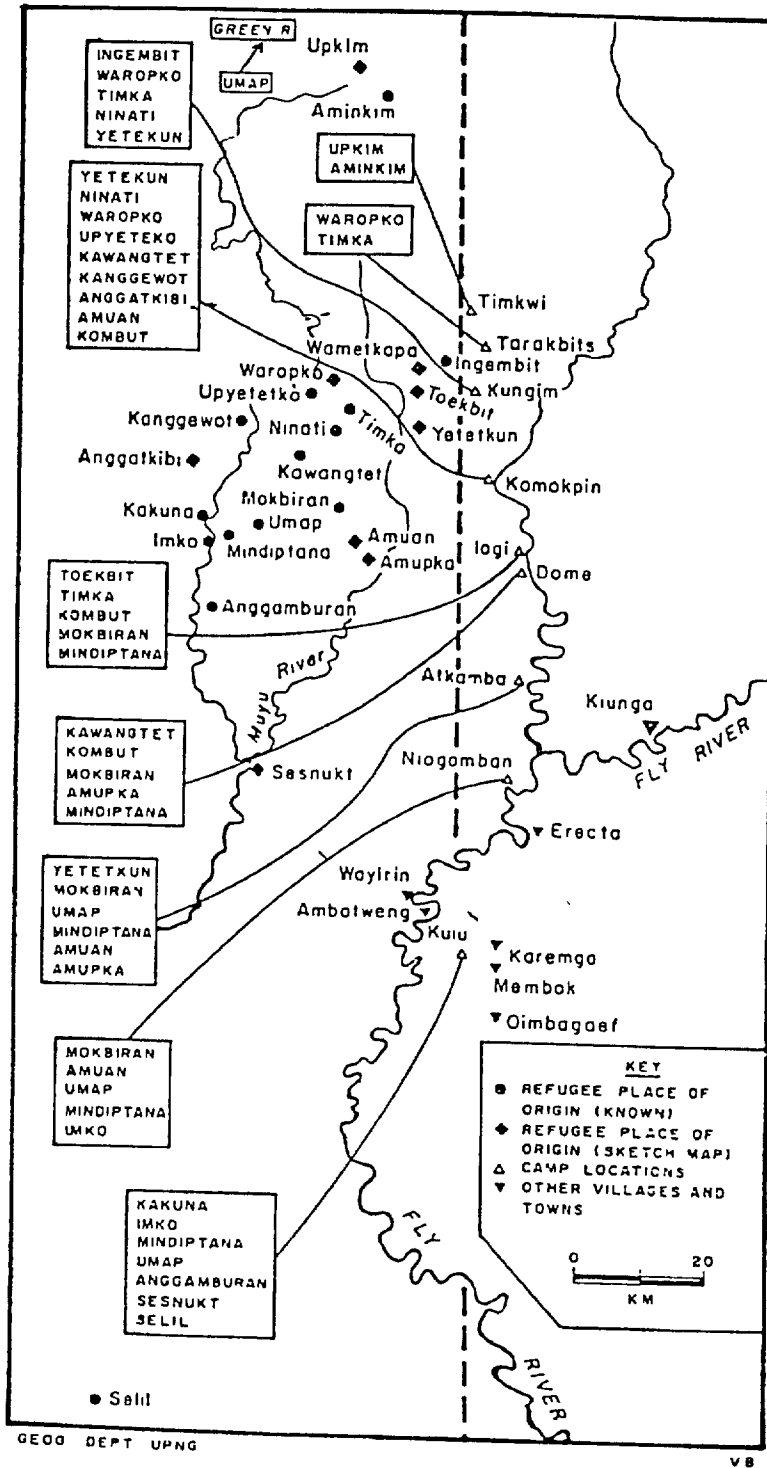 GREEN R
UMAP
Upkim
Aminkim
INGEMBIT
WAROPKO
TIMKA
NINATI
YETEKUN
UPKIM
AMINKIM
YETEKUN
NINATI
WAROPKO
UPYETEKO
KAWANGTET
KANGGEWOT
ANGGATKIBI
AMUAN
KOMBUT
WAROPKO
TIMKA
Timkwi
Tarakbits
Wametkapa
Ingembit
Waropko
Kungim
Upyetetko
Toekbit
Kanggewot
Timka
Ninati
Yetetkun
Anggatkibi
Kawangtet
Komokpin
Mokbiran
Kakuna
Umap
Imko
Mindiptana
Amuan
Amupka
Iogi
Dome
TOEKBIT
TIMKA
KOMBUT
MOKBIRAN
MINDIPTANA
Anggamburan
Muyu River
Atkamba
Kiunga
FLY RIVER
KAWANGTET
KOMBUT
MOKBIRAN
AMUPKA
MINDIPTANA
Sesnukt
Niogamban
Erecta
YETETKUN
MOKBIRAN
UMAP
MINDIPTANA
AMUAN
AMUPKA
Waylrin
Ambatweng
Kuiu
Karemga
Membok
Oimbagaef
MOKBIRAN
AMUAN
UMAP
MINDIPTANA
IMKO
KEY
REFUGEE PLACE OF
ORIGIN (KNOWN)
REFUGEE PLACE OF
ORIGIN (SKETCH MAP)
CAMP LOCATIONS
OTHER VILLAGES AND
TOWNS
0 20
KM
KAKUNA
IMKO
MINDIPTANA
UMAP
ANGGAMBURAN
SESNUKT
SELIL
FLY
RIVER
Salil
GEOG DEPT UPNG
VB